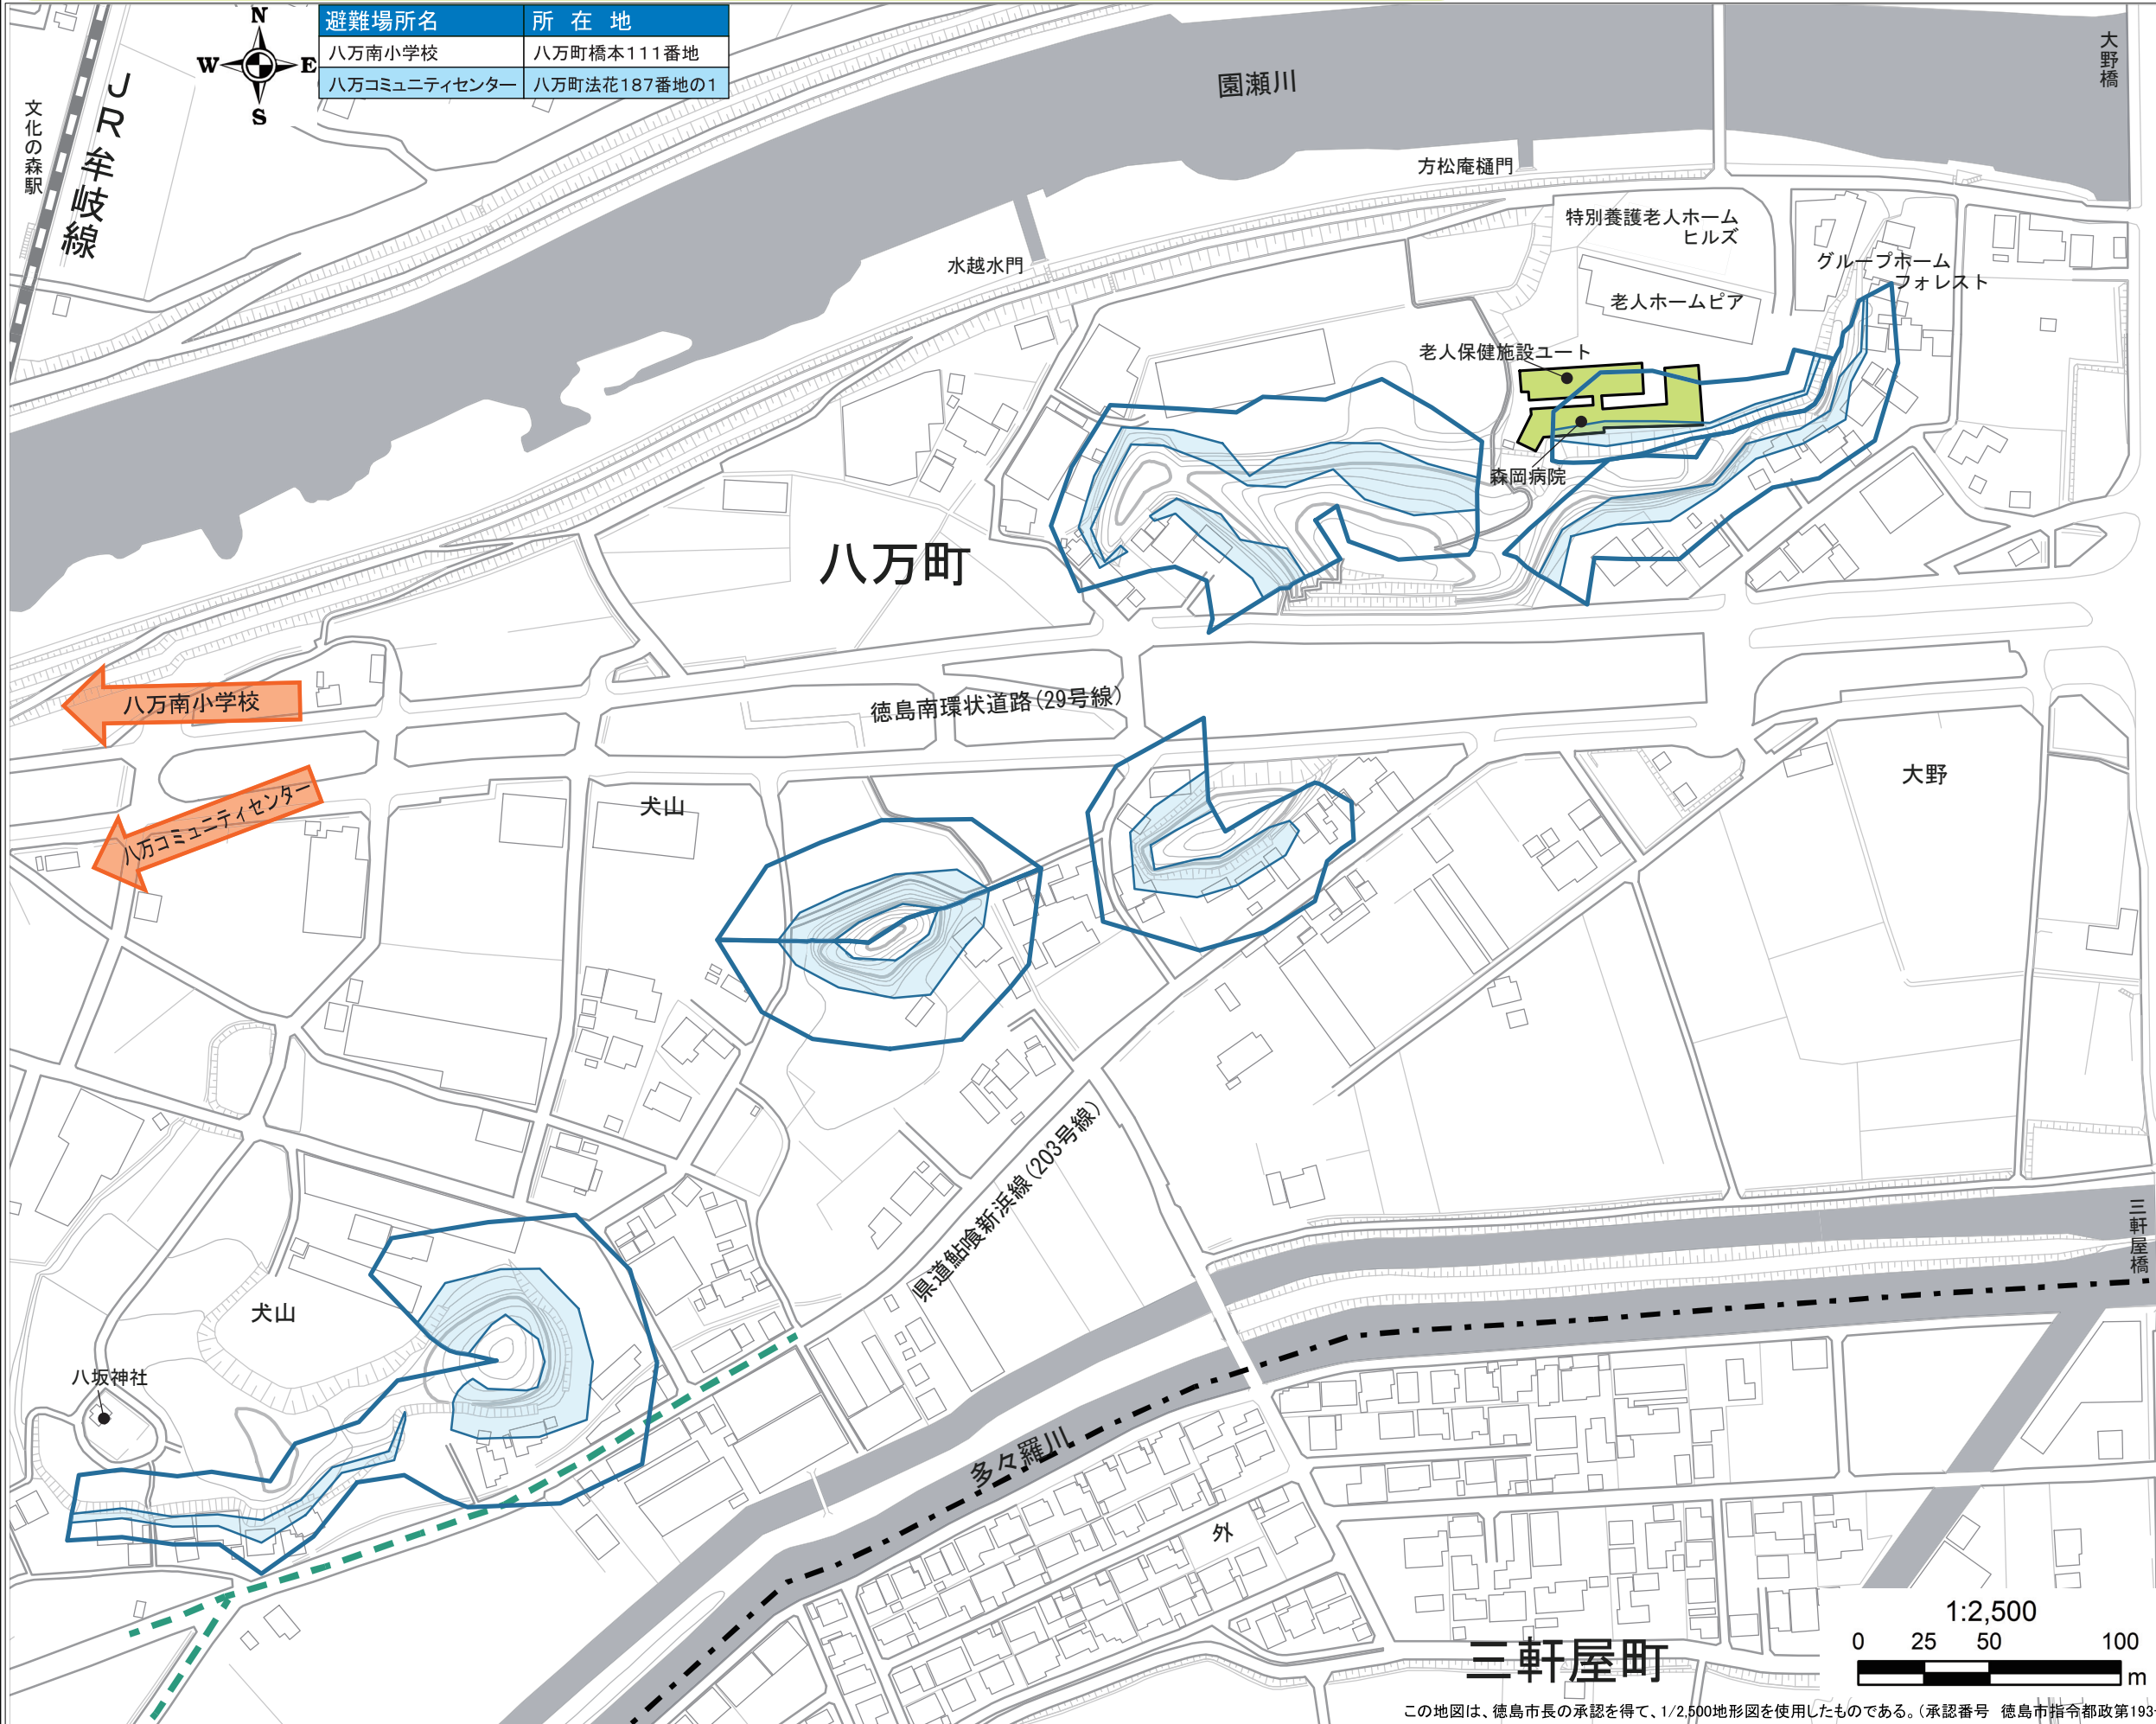 N
W E
S
避難場所名 所在地
八万南小学校 八万町橋本111番地
八万コミュニティセンター 八万町法花187番地の1
文化の森駅
JR牟岐線
園瀬川
大野橋
方松庵樋門
水越水門
特別養護老人ホーム
ヒルズ
グループホーム
フォレスト
老人ホームピア
老人保健施設ユート
森岡病院
八万町
八万南小学校
徳島南環状道路(29号線)
八万コミュニティセンター
犬山
大野
県道鮎喰新浜線(203号線)
三軒屋橋
犬山
八坂神社
多々羅川
外
三軒屋町
1:2,500
0 25 50 100
m
この地図は、徳島市長の承認を得て、1/2,500地形図を使用したものである。(承認番号 徳島市指令都政第193